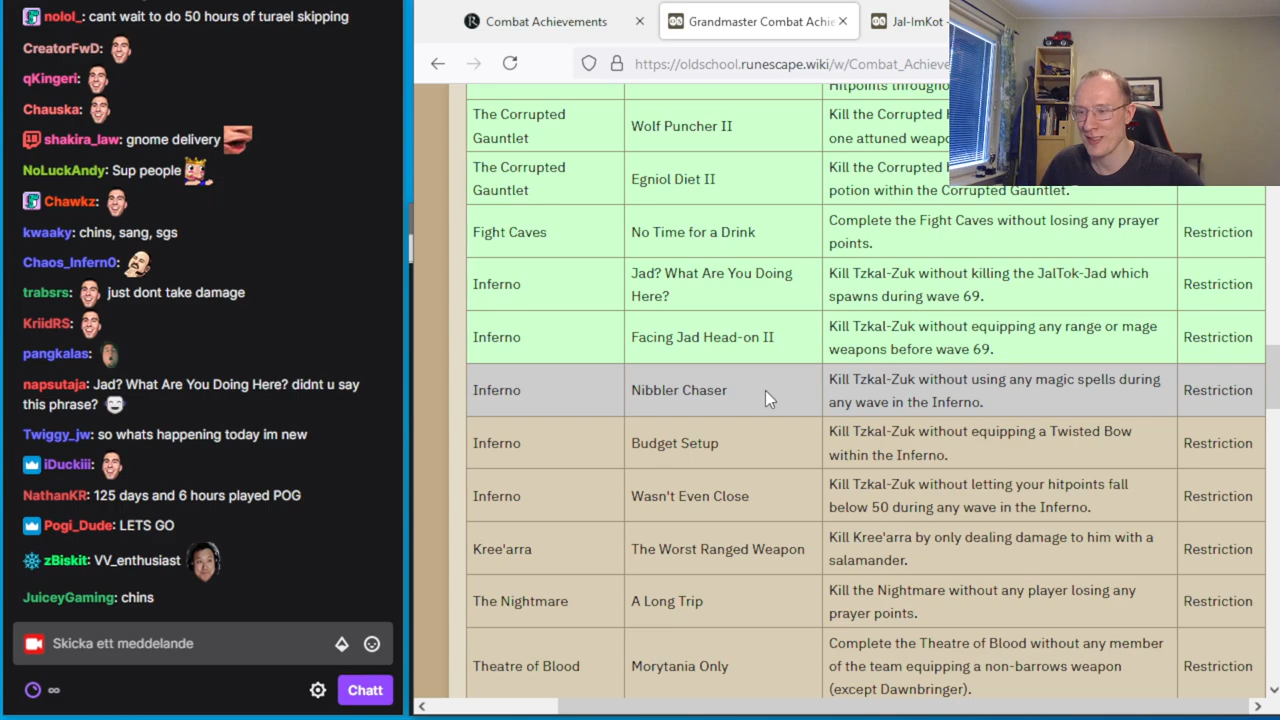 nolol_: cant wait to do 50 hours of turael skipping
CreatorFwD:
qKingeri:
Chauska:
shakira_law: gnome delivery
NoLuckAndy: Sup people
Chawkz:
kwaaky: chins, sang, sgs
Chaos_Infern0:
trabsrs: just dont take damage
KriidRS:
pangkalas:
napsutaja: Jad? What Are You Doing Here? didnt u say
this phrase?
Twiggy_jw: so whats happening today im new
iDuckiii:
NathanKR: 125 days and 6 hours played POG
Pogi_Dude: LETS GO
zBiskit: VV_enthusiast
JuiceyGaming: chins
Skicka ett meddelande
∞
Chatt
Combat Achievements
Grandmaster Combat Achie
Jal-ImKot
https://oldschool.runescape.wiki/w/Combat_Achieve
Hitpoints througho
The Corrupted
Gauntlet
Wolf Puncher II
Kill the Corrupted
one attuned weapo
The Corrupted
Gauntlet
Egniol Diet II
Kill the Corrupted
potion within the Corrupted Gauntlet.
Fight Caves
No Time for a Drink
Complete the Fight Caves without losing any prayer
points.
Restriction
Inferno
Jad? What Are You Doing
Here?
Kill Tzkal-Zuk without killing the JalTok-Jad which
spawns during wave 69.
Restriction
Inferno
Facing Jad Head-on II
Kill Tzkal-Zuk without equipping any range or mage
weapons before wave 69.
Restriction
Inferno
Nibbler Chaser
Kill Tzkal-Zuk without using any magic spells during
any wave in the Inferno.
Restriction
Inferno
Budget Setup
Kill Tzkal-Zuk without equipping a Twisted Bow
within the Inferno.
Restriction
Inferno
Wasn't Even Close
Kill Tzkal-Zuk without letting your hitpoints fall
below 50 during any wave in the Inferno.
Restriction
Kree'arra
The Worst Ranged Weapon
Kill Kree'arra by only dealing damage to him with a
salamander.
Restriction
The Nightmare
A Long Trip
Kill the Nightmare without any player losing any
prayer points.
Restriction
Theatre of Blood
Morytania Only
Complete the Theatre of Blood without any member
of the team equipping a non-barrows weapon
(except Dawnbringer).
Restriction